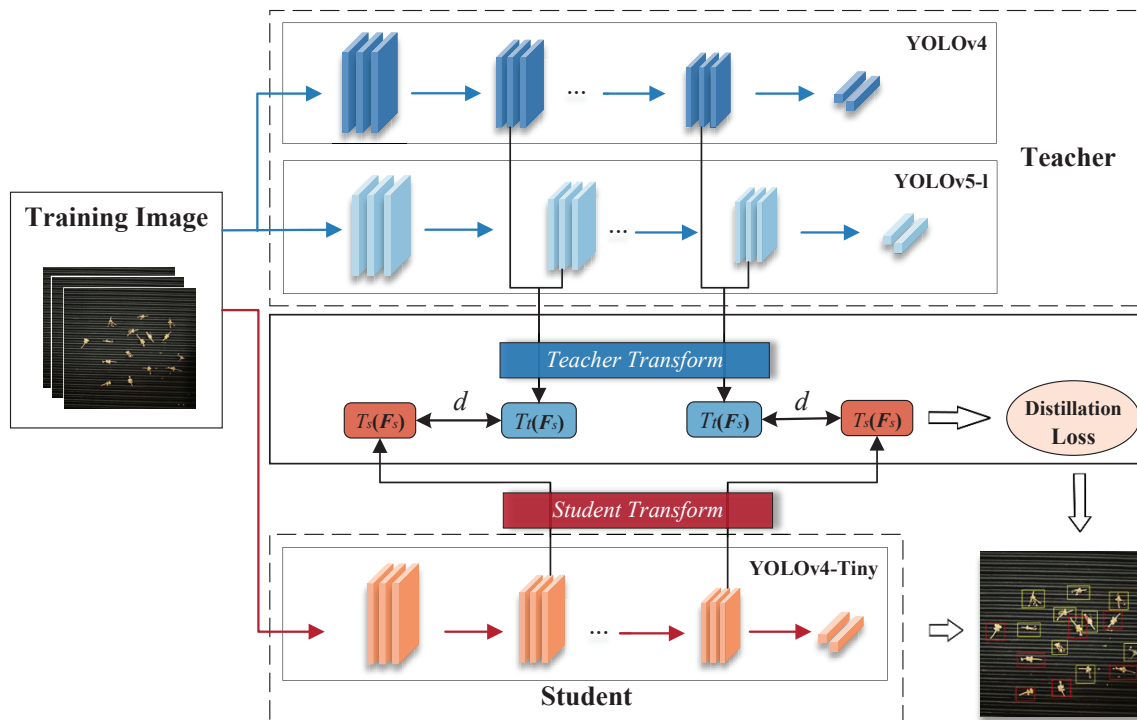 YOLOv4
...
Teacher
YOLOv5-l
...
Training Image
Teacher Transform
d
d
Ts(Fs)
Tt(Fs)
Tt(Fs)
Ts(Fs)
Distillation
Loss
Student Transform
YOLOv4-Tiny
...
Student